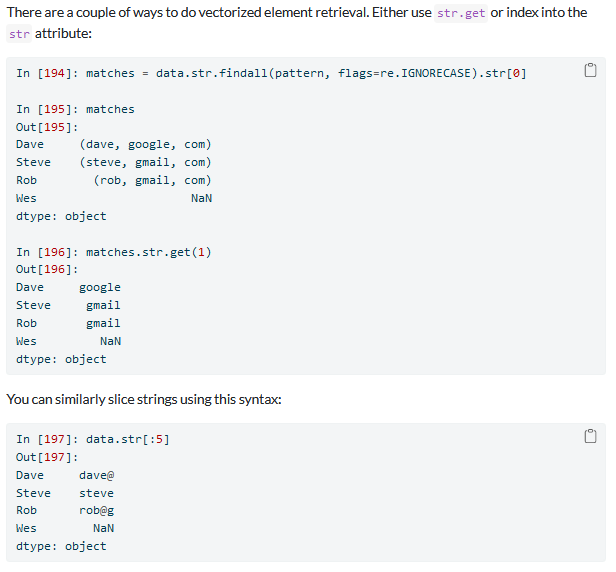 There are a couple of ways to do vectorized element retrieval. Either use str.get or index into the
str attribute:
In [194]: matches = data.str.findall(pattern, flags=re.IGNORECASE).str[0]
In [195]: matches
Out[195]:
Dave     (dave, google, com)
Steve    (steve, gmail, com)
Rob        (rob, gmail, com)
Wes                      NaN
dtype: object
In [196]: matches.str.get(1)
Out[196]:
Dave     google
Steve     gmail
Rob       gmail
Wes         NaN
dtype: object
You can similarly slice strings using this syntax:
In [197]: data.str[:5]
Out[197]:
Dave     dave@
Steve    steve
Rob      rob@g
Wes        NaN
dtype: object